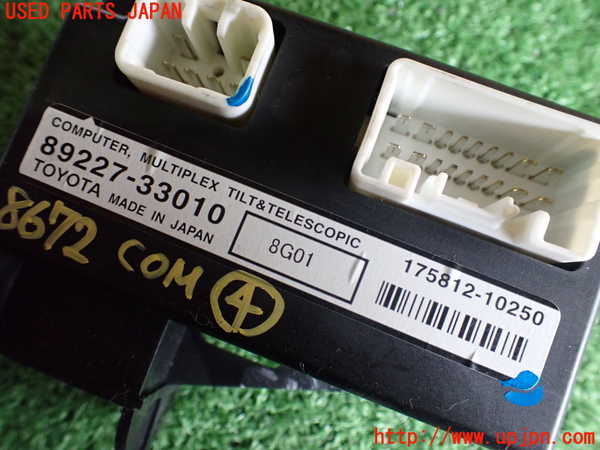 USED PARTS JAPAN
COMPUTER, MULTIPLEX TILT&TELESCOPIC
89227-33010
TOYOTA MADE IN JAPAN
8G01
175812-10250
8672 COM 4
http://www.upjpn.com